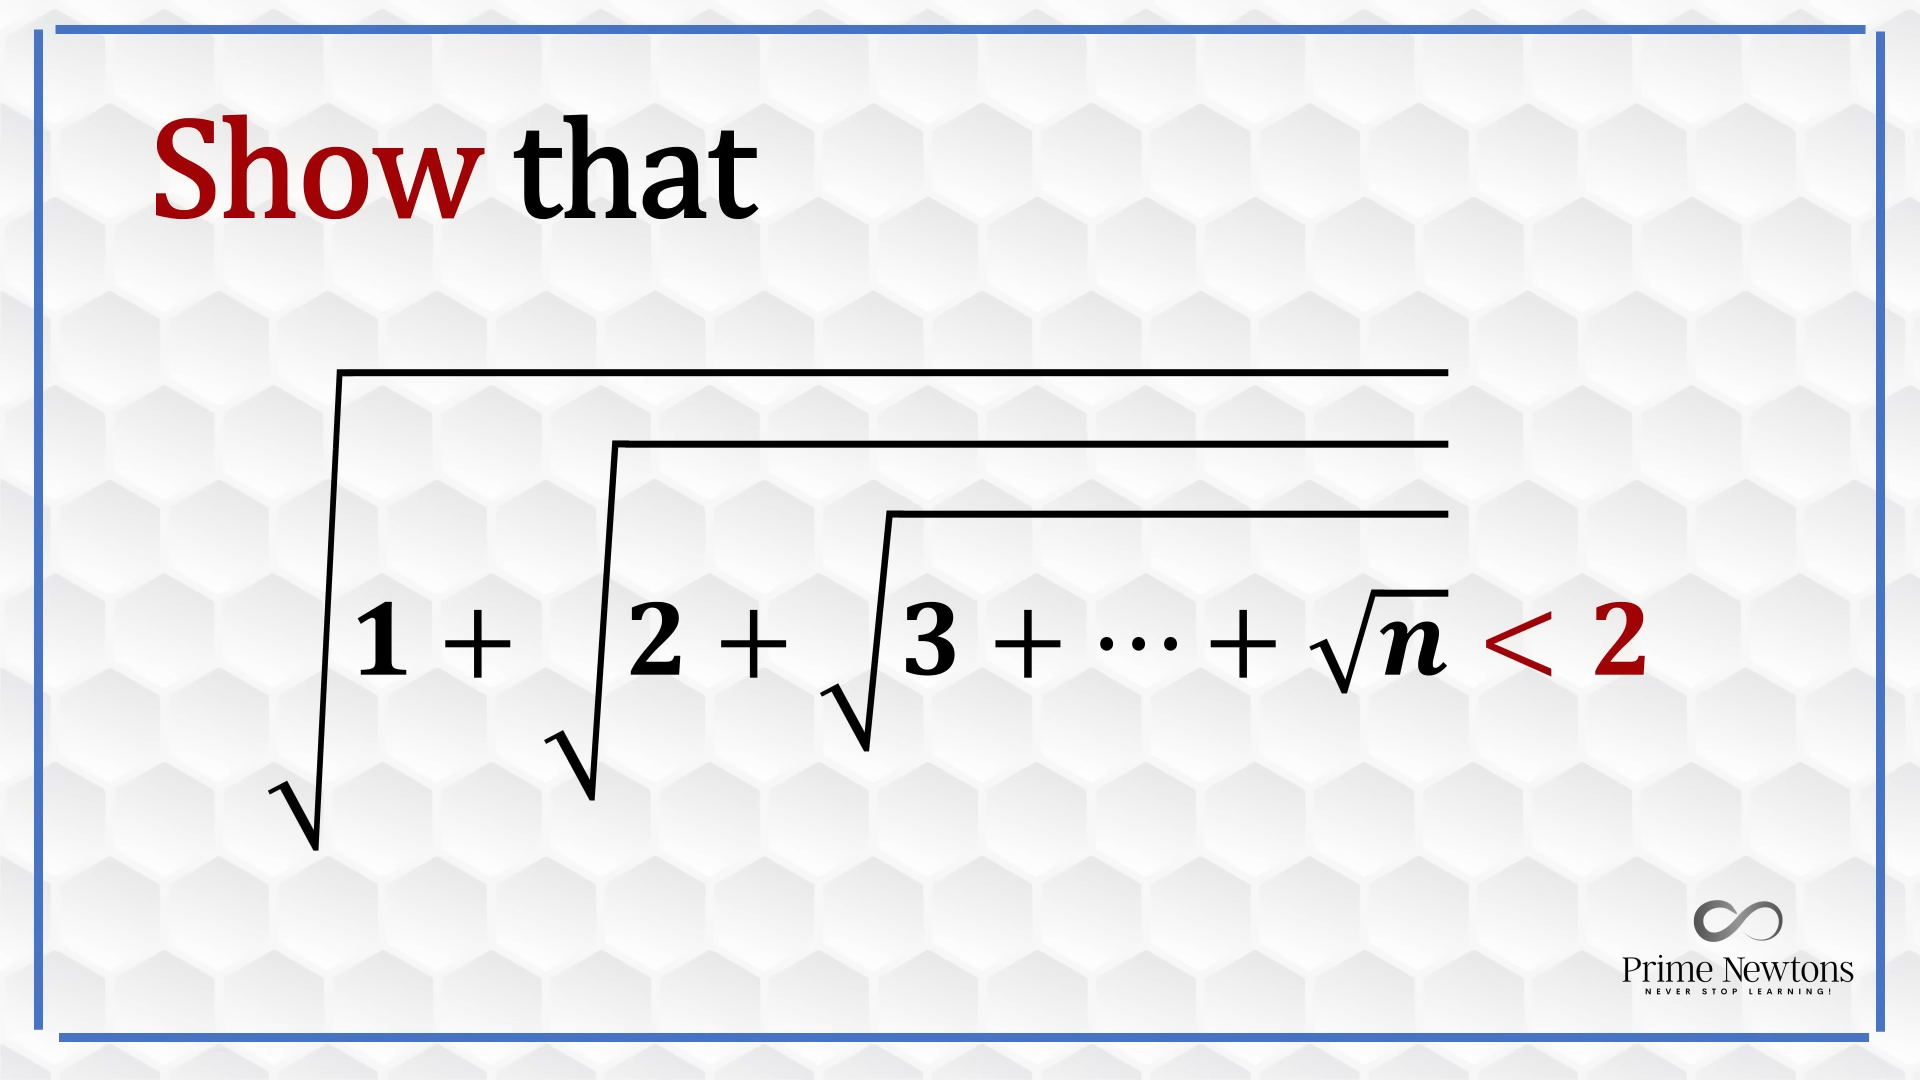 Show that
√(1 + √(2 + √(3 + ⋯ + √n))) < 2
Prime Newtons
NEVER STOP LEARNING!